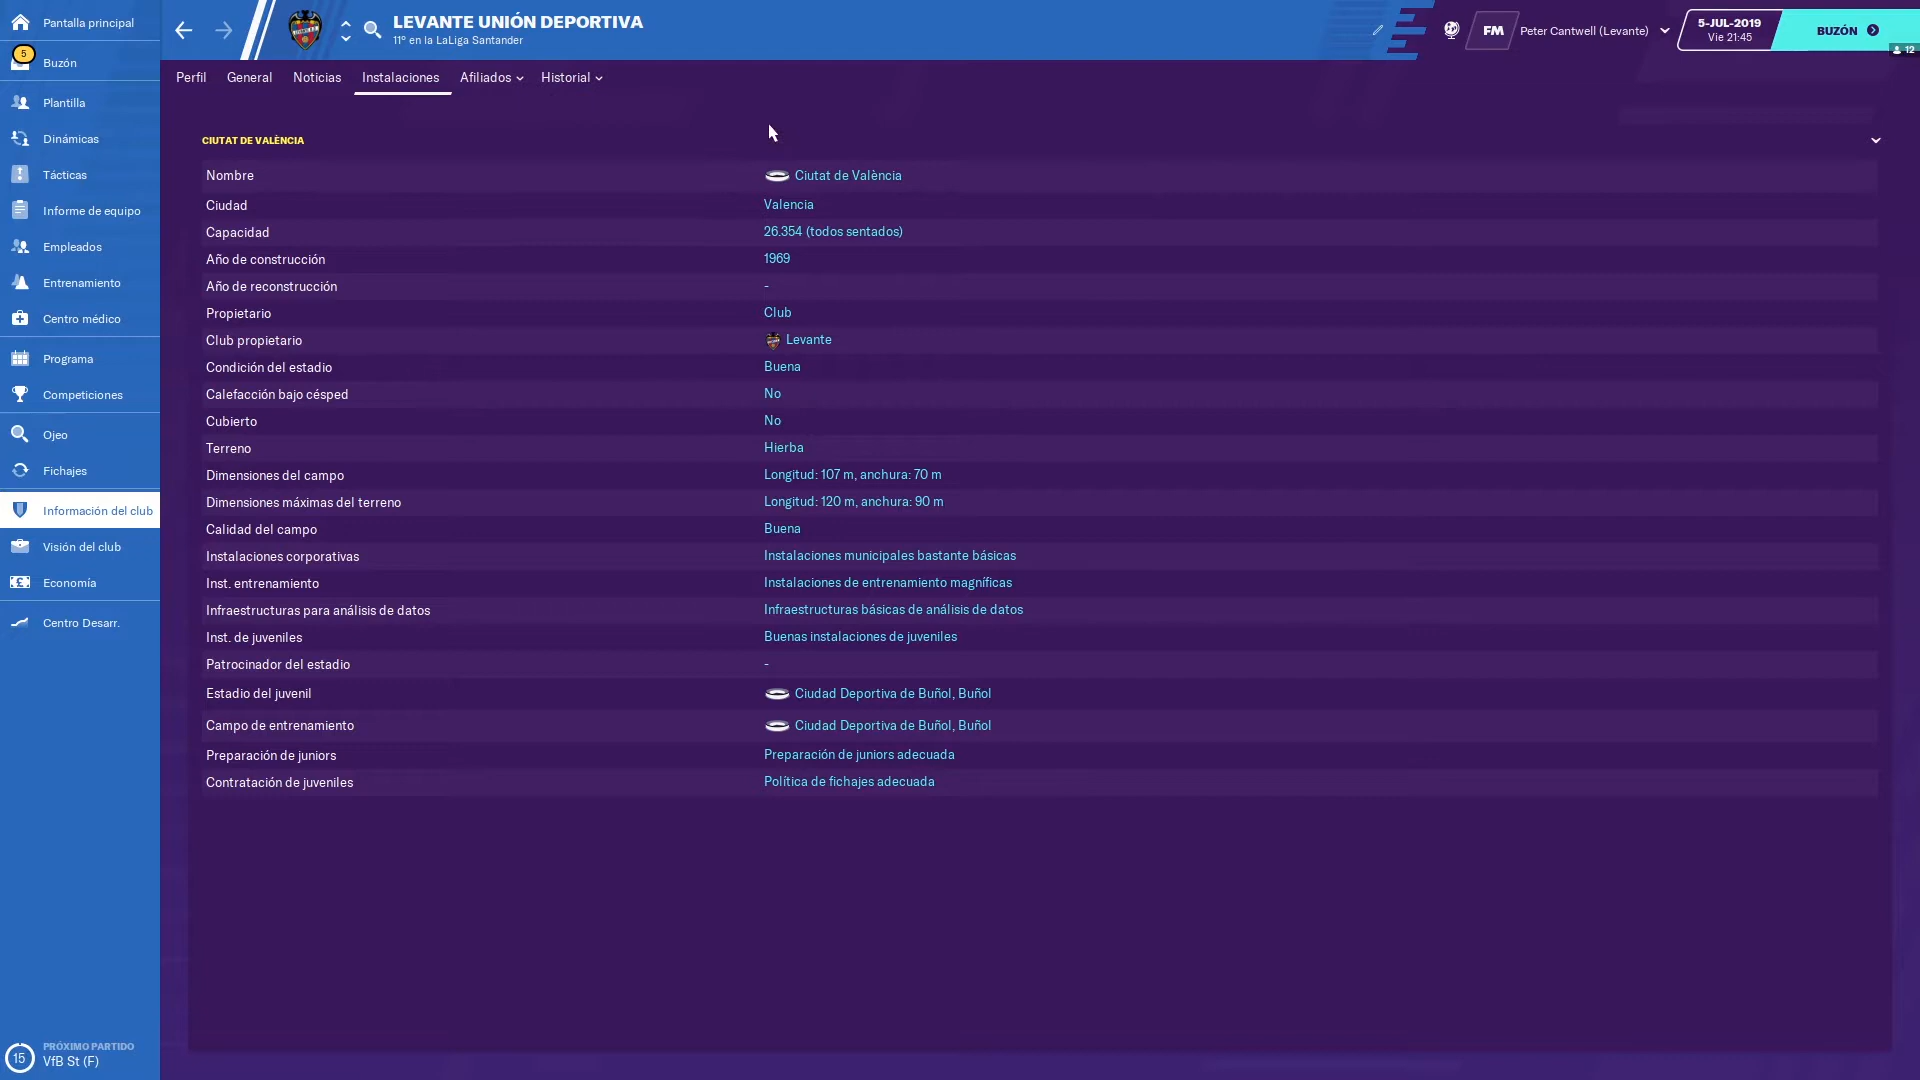 Pantalla principal
5
Buzón
Plantilla
Dinámicas
Tácticas
Informe de equipo
Empleados
Entrenamiento
Centro médico
Programa
Competiciones
Ojeo
Fichajes
Información del club
Visión del club
Economía
Centro Desarr.
15
PRÓXIMO PARTIDO
VfB St (F)
LEVANTE UNIÓN DEPORTIVA
11º en la LaLiga Santander
FM
Peter Cantwell (Levante)
5-JUL-2019
Vie 21:45
BUZÓN
12
Perfil General Noticias Instalaciones Afiliados Historial
CIUTAT DE VALÈNCIA
Nombre Ciutat de València
Ciudad Valencia
Capacidad 26.354 (todos sentados)
Año de construcción 1969
Año de reconstrucción -
Propietario Club
Club propietario Levante
Condición del estadio Buena
Calefacción bajo césped No
Cubierto No
Terreno Hierba
Dimensiones del campo Longitud: 107 m, anchura: 70 m
Dimensiones máximas del terreno Longitud: 120 m, anchura: 90 m
Calidad del campo Buena
Instalaciones corporativas Instalaciones municipales bastante básicas
Inst. entrenamiento Instalaciones de entrenamiento magníficas
Infraestructuras para análisis de datos Infraestructuras básicas de análisis de datos
Inst. de juveniles Buenas instalaciones de juveniles
Patrocinador del estadio -
Estadio del juvenil Ciudad Deportiva de Buñol, Buñol
Campo de entrenamiento Ciudad Deportiva de Buñol, Buñol
Preparación de juniors Preparación de juniors adecuada
Contratación de juveniles Política de fichajes adecuada